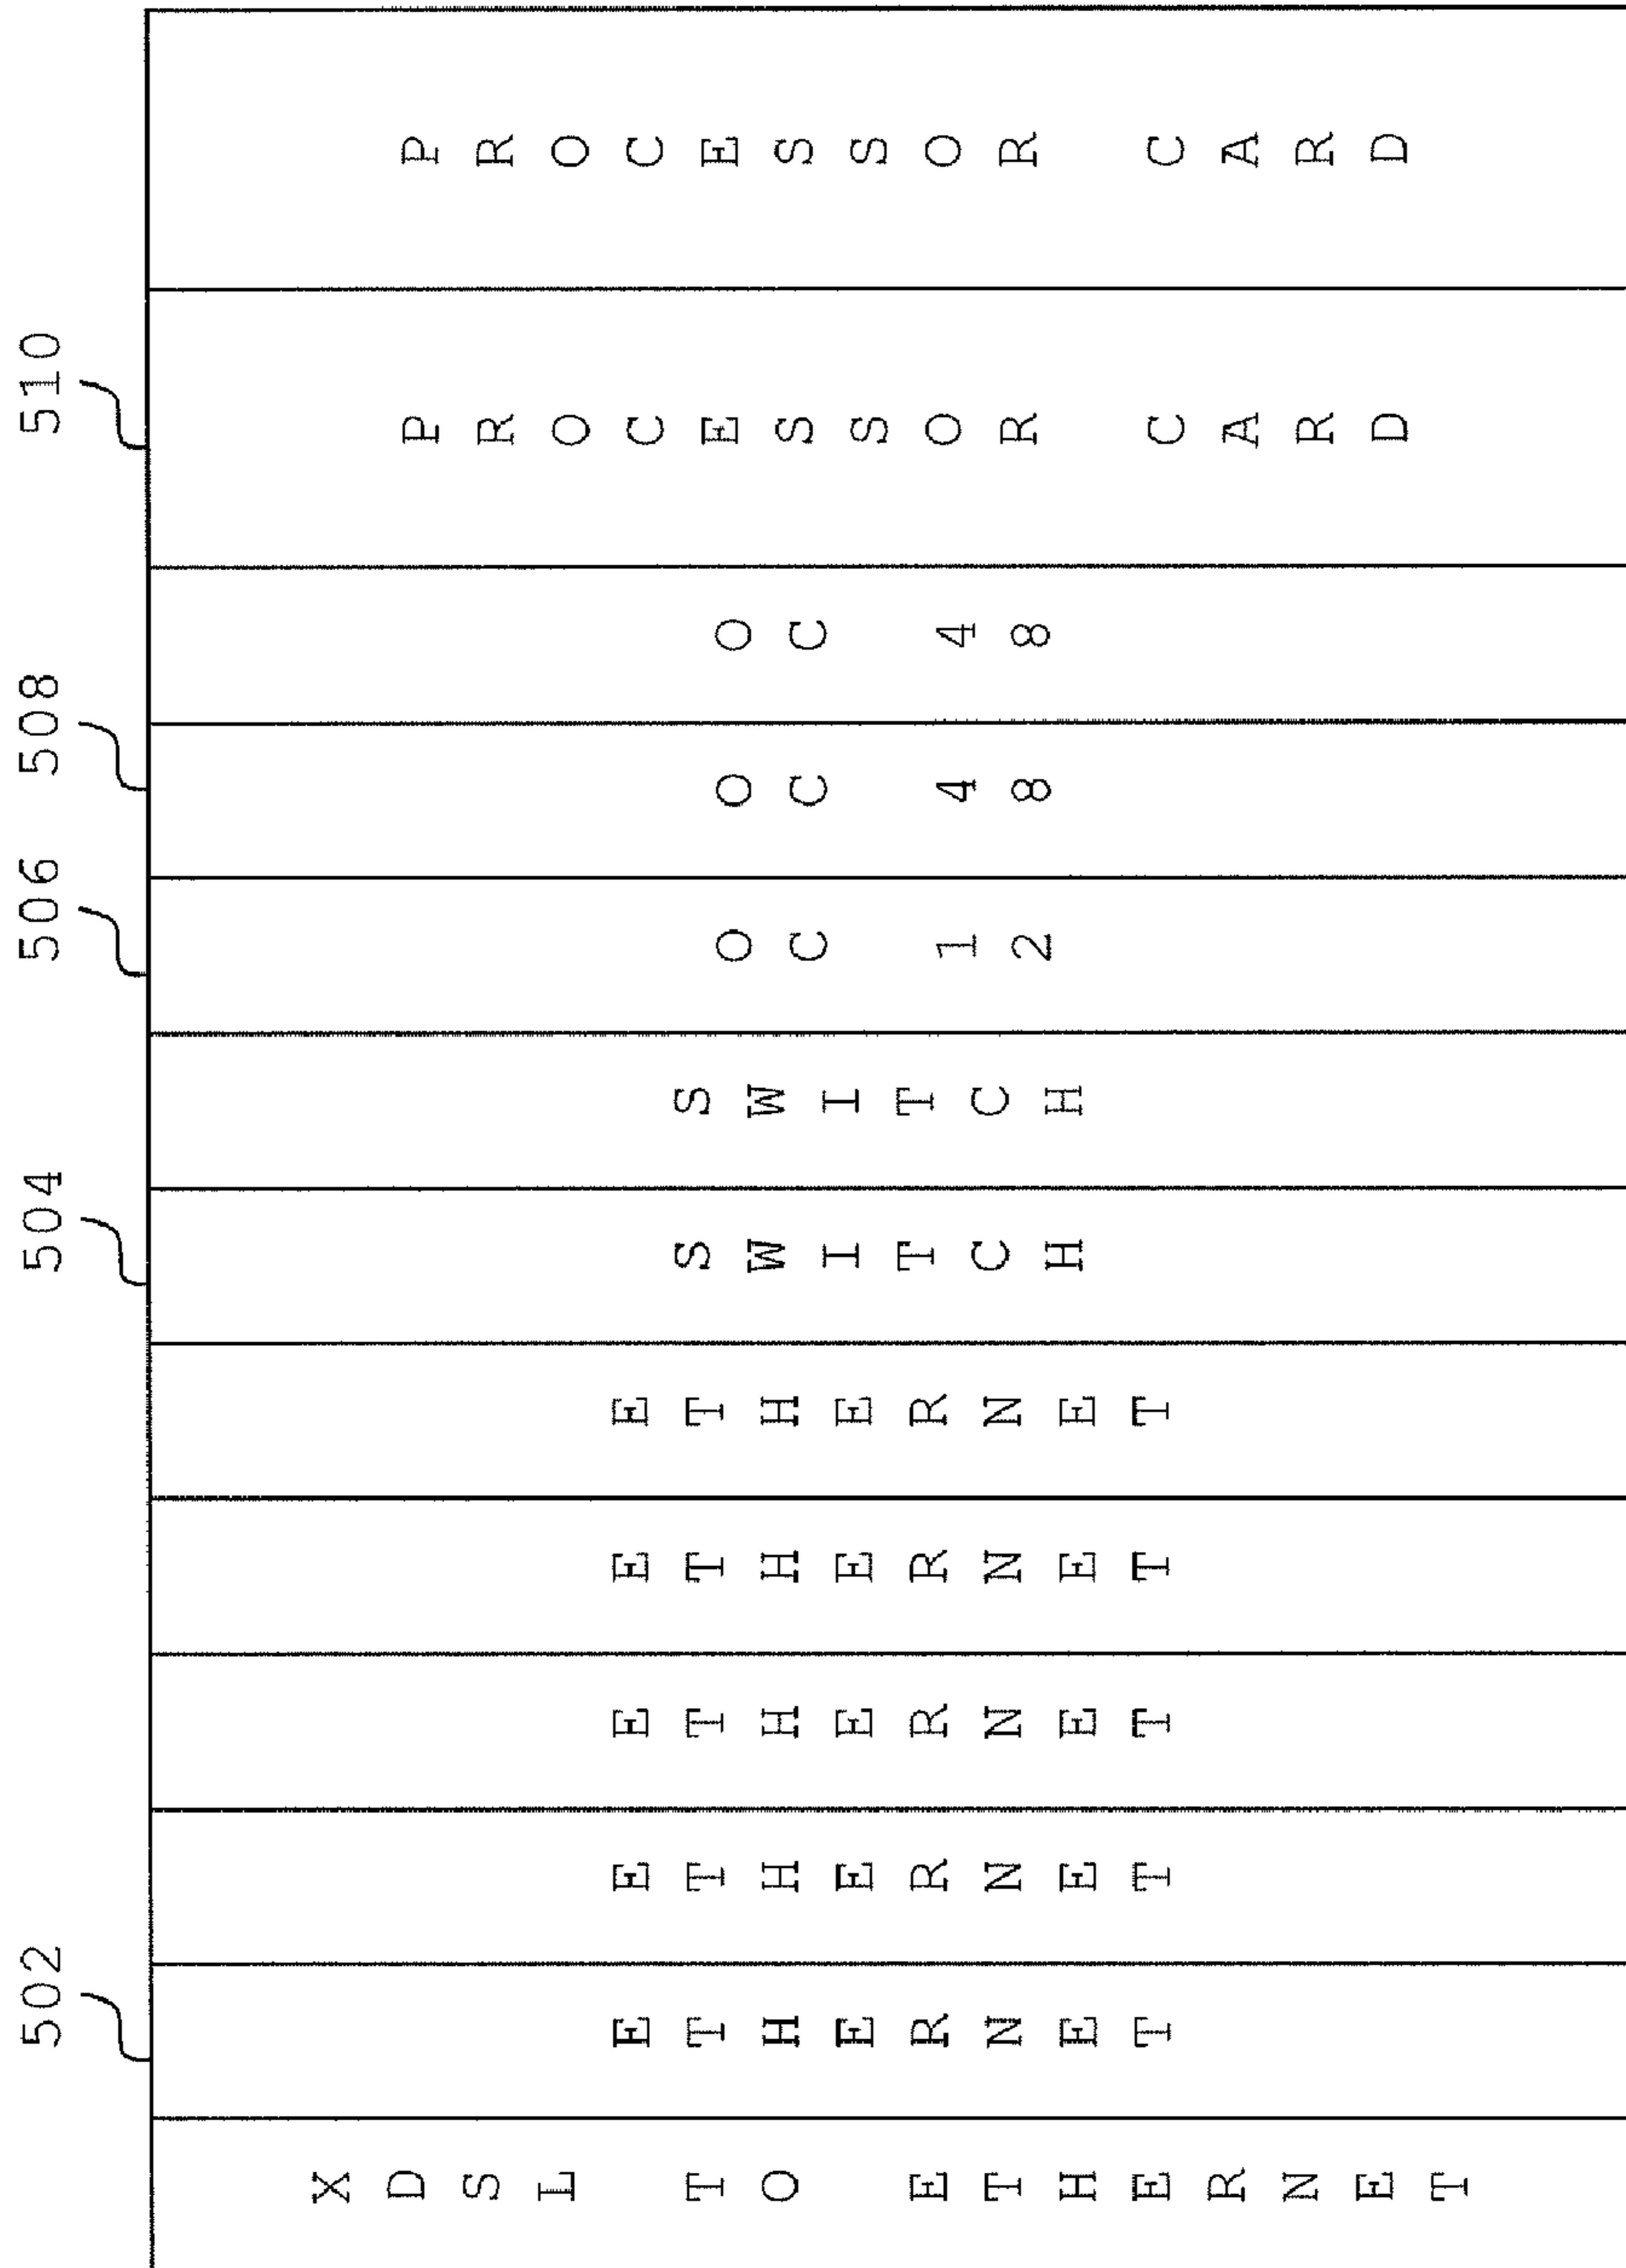 502
504
506
508
510
XDSL TO ETHERNET
ETHERNET
ETHERNET
ETHERNET
ETHERNET
ETHERNET
SWITCH
SWITCH
OC 12
OC 48
OC 48
PROCESSOR CARD
PROCESSOR CARD